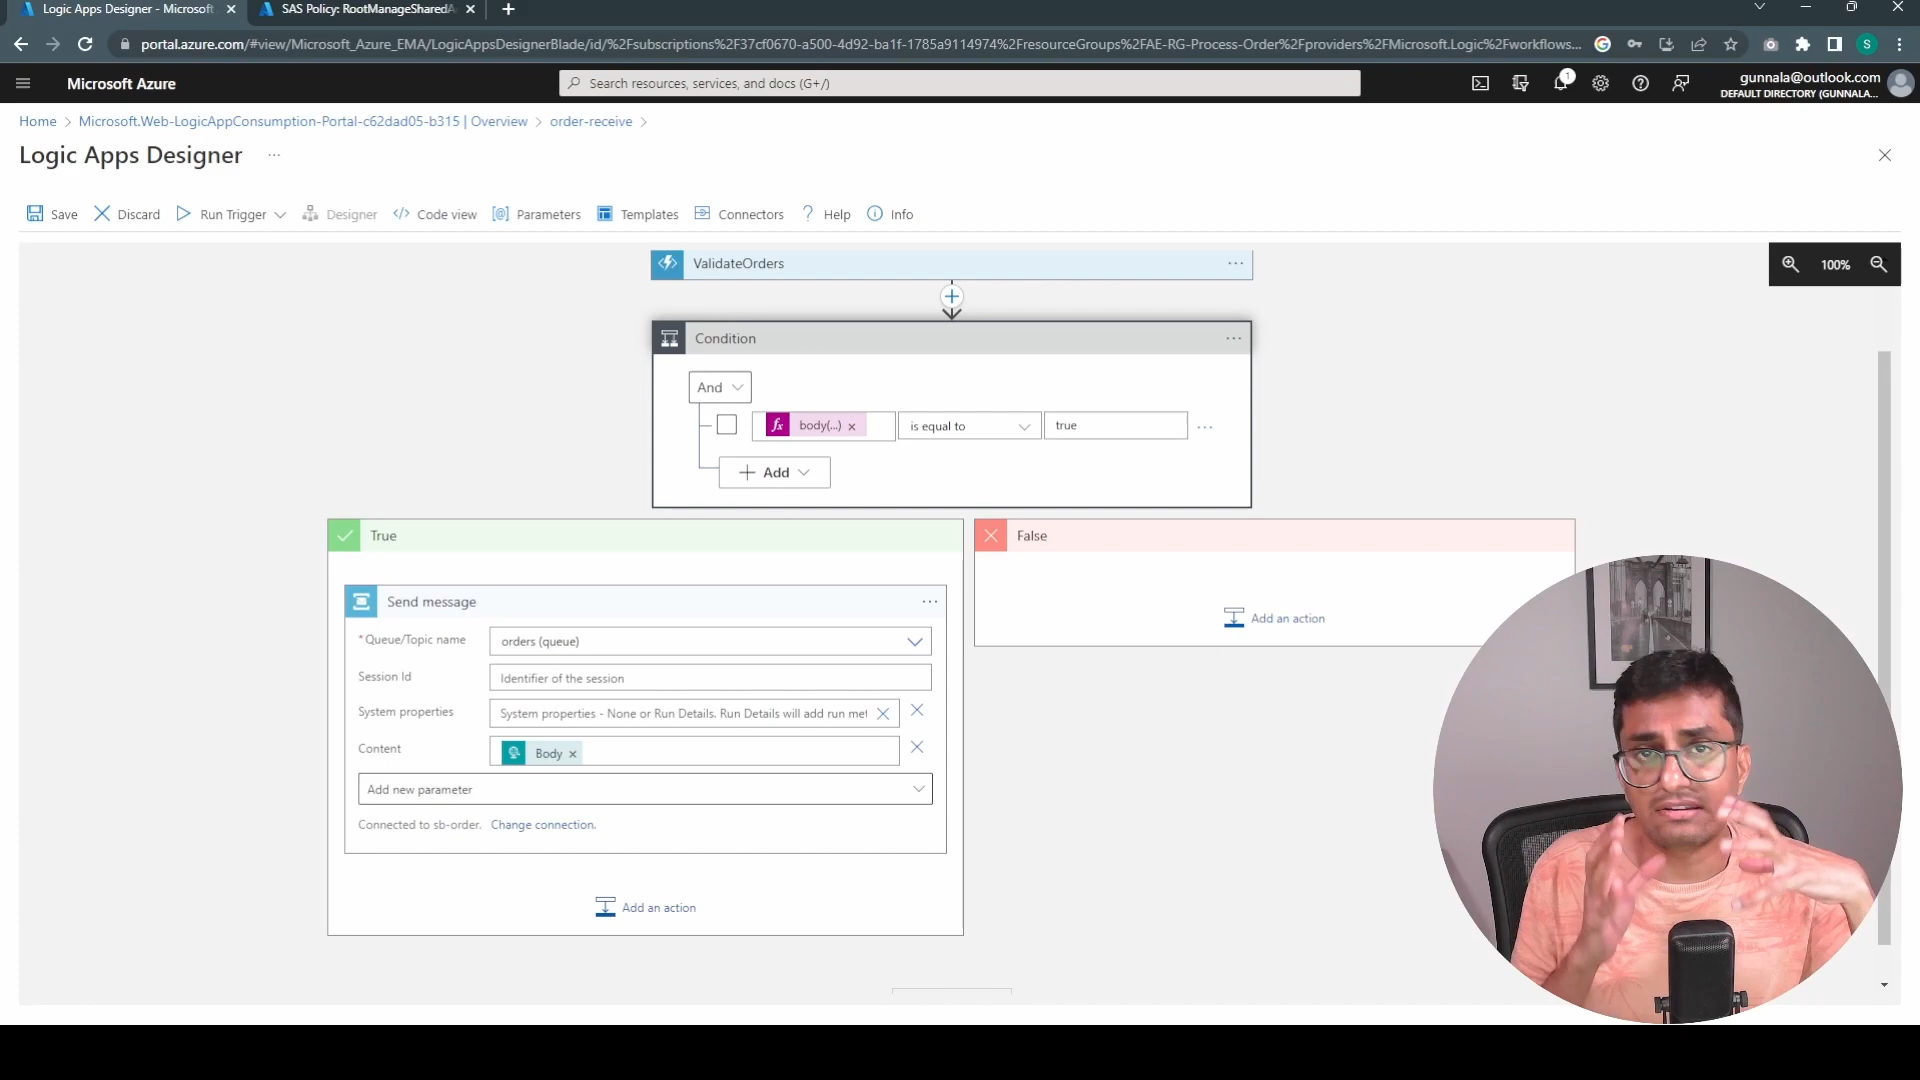 Logic Apps Designer - Microsoft
SAS Policy: RootManageSharedA
portal.azure.com/#view/Microsoft_Azure_EMA/LogicAppsDesignerBlade/id/%2Fsubscriptions%2F37cf0670-a500-4d92-ba1f-1785a9114974%2FresourceGroups%2FAE-RG-Process-Order%2Fproviders%2FMicrosoft.Logic%2Fworkflows...
S
Microsoft Azure
Search resources, services, and docs (G+/)
1
gunnala@outlook.com
DEFAULT DIRECTORY (GUNNALA...
Home > Microsoft.Web-LogicAppConsumption-Portal-c62dad05-b315 | Overview > order-receive >
Logic Apps Designer ...
Save Discard Run Trigger Designer Code view Parameters Templates Connectors Help Info
ValidateOrders
100%
Condition
And
fx body(...) is equal to true
Add
True
False
Send message
Add an action
* Queue/Topic name orders (queue)
Session Id Identifier of the session
System properties System properties - None or Run Details. Run Details will add run met
Content Body
Add new parameter
Connected to sb-order. Change connection.
Add an action